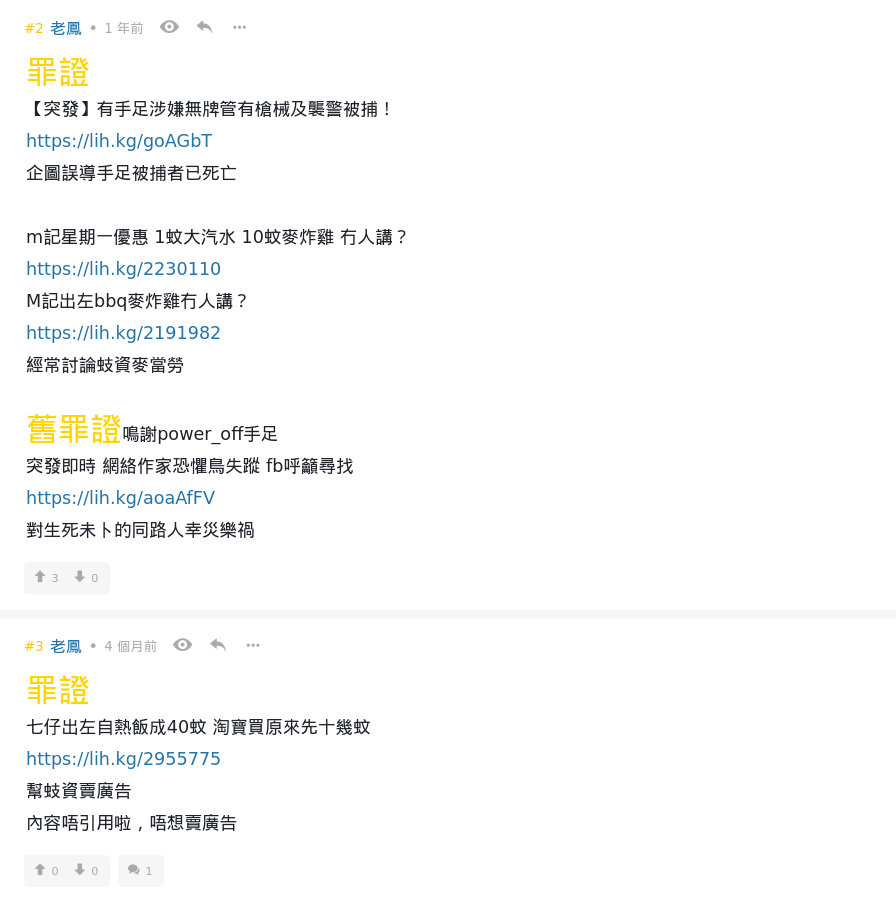 #2 老鳳 • 1 年前
罪證
【突發】有手足涉嫌無牌管有槍械及襲警被捕！
https://lih.kg/goAGbT
企圖誤導手足被捕者已死亡
m記星期一優惠 1蚊大汽水 10蚊麥炸雞 冇人講？
https://lih.kg/2230110
M記出左bbq麥炸雞冇人講？
https://lih.kg/2191982
經常討論蚑資麥當勞
舊罪證鳴謝power_off手足
突發即時 網絡作家恐懼鳥失蹤 fb呼籲尋找
https://lih.kg/aoaAfFV
對生死未卜的同路人幸災樂禍
3 0
#3 老鳳 • 4 個月前
罪證
七仔出左自熱飯成40蚊 淘寶買原來先十幾蚊
https://lih.kg/2955775
幫蚑資賣廣告
內容唔引用啦，唔想賣廣告
0 0 1